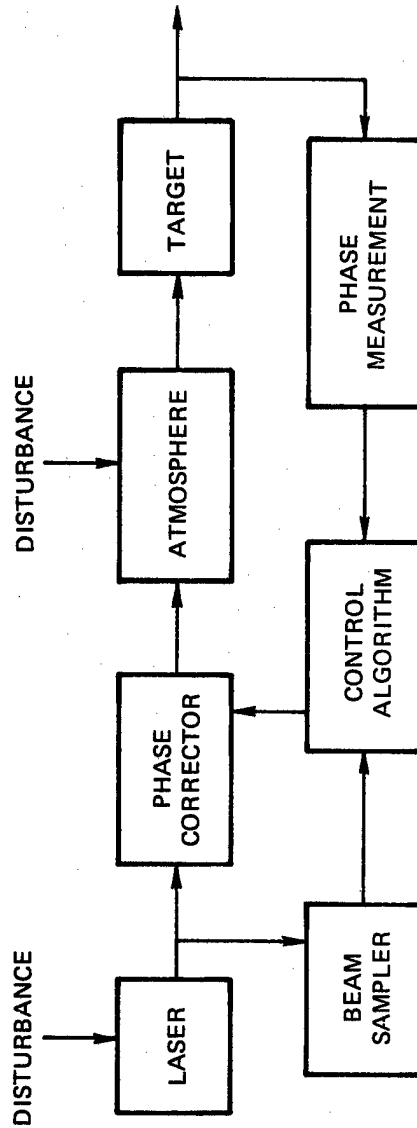 DISTURBANCE
DISTURBANCE
LASER
PHASE
CORRECTOR
ATMOSPHERE
TARGET
BEAM
SAMPLER
CONTROL
ALGORITHM
PHASE
MEASUREMENT